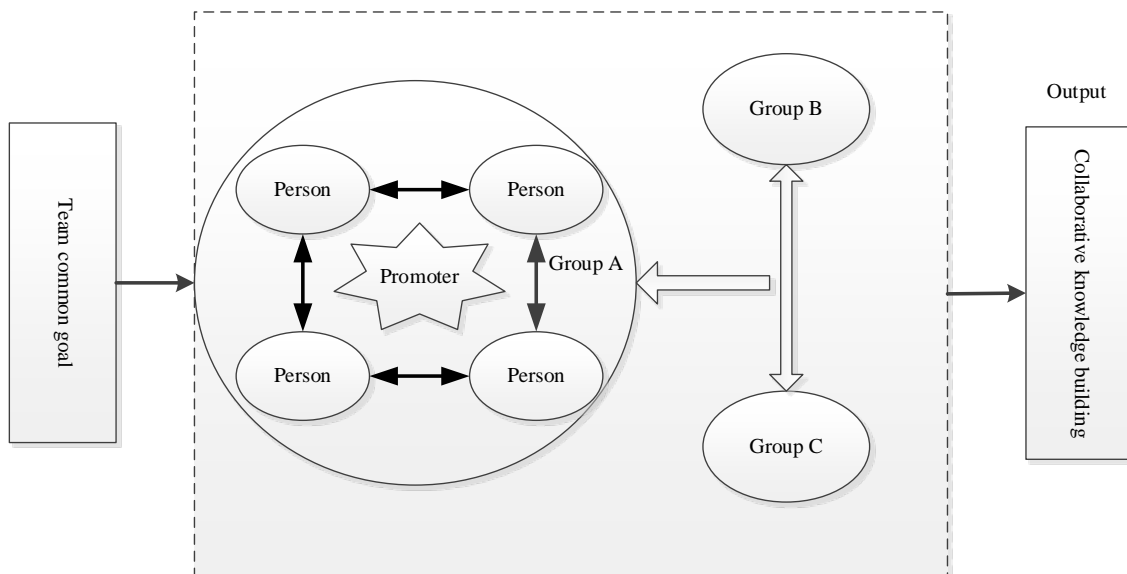 Team common
goal
Person
Person
Promoter
Group A
Person
Person
Group B
Group C
Output
Collaborative knowledge
building